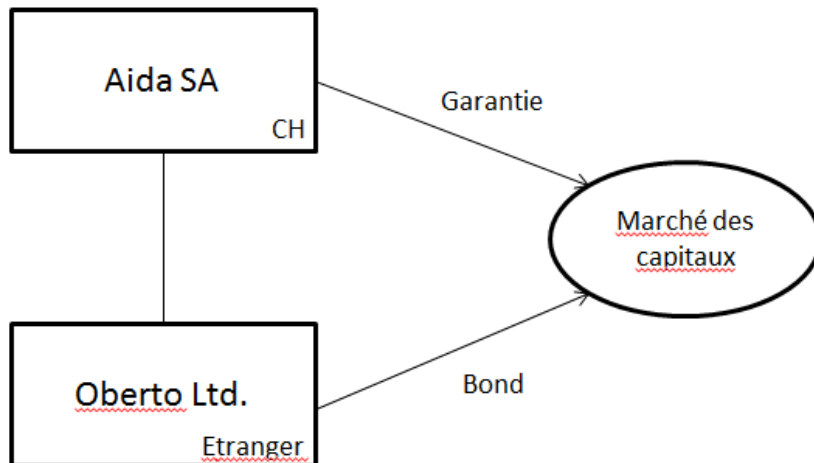 Aida SA
CH
Garantie
Marché des
capitaux
Oberto Ltd.
Etranger
Bond